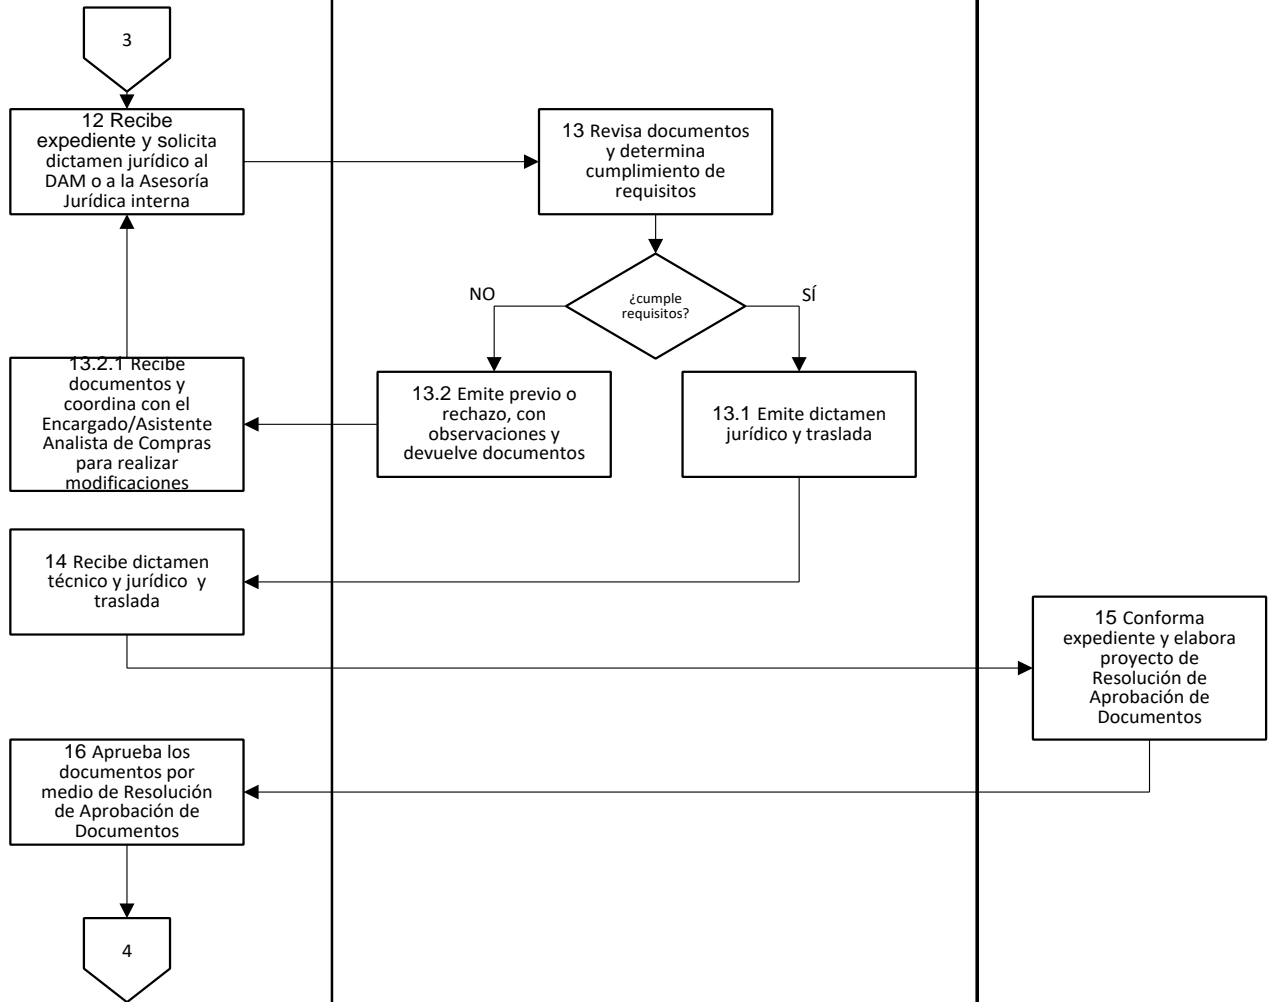 3
12 Recibe
expediente y solicita
dictamen jurídico al
DAM o a la Asesoría
Jurídica interna
13 Revisa documentos
y determina
cumplimiento de
requisitos
¿cumple
requisitos?
NO
SÍ
13.2.1 Recibe
documentos y
coordina con el
Encargado/Asistente
Analista de Compras
para realizar
modificaciones
13.2 Emite previo o
rechazo, con
observaciones y
devuelve documentos
13.1 Emite dictamen
jurídico y traslada
14 Recibe dictamen
técnico y jurídico  y
traslada
15 Conforma
expediente y elabora
proyecto de
Resolución de
Aprobación de
Documentos
16 Aprueba los
documentos por
medio de Resolución
de Aprobación de
Documentos
4